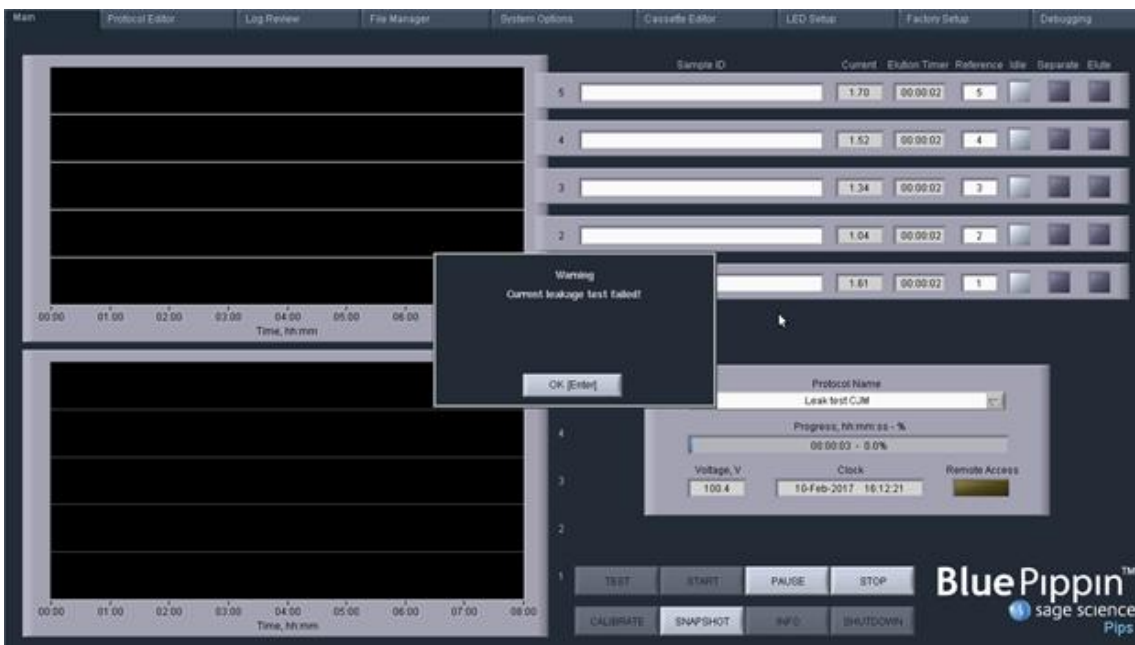 Main Protocol Editor Log Review File Manager System Options Cassette Editor LED Setup Factory Setup Debugging
Sample ID Current Elution Timer Reference Idle Separate Elute
5 1.70 00:00:02 5
4 1.52 00:00:02 4
3 1.34 00:00:02 3
2 1.04 00:00:02 2
1.61 00:00:02 1
Warning
Current leakage test failed!
OK [Enter]
00:00 01:00 02:00 03:00 04:00 05:00 06:00
Time, hh:mm
Protocol Name
Leak test CJM
Progress, hh:mm:ss - %
00:00:03 - 0.0%
Voltage, V Clock Remote Access
100.4 10-Feb-2017 16:12:21
4
3
2
1
00:00 01:00 02:00 03:00 04:00 05:00 06:00 07:00 08:00
Time, hh:mm
TEST START PAUSE STOP
CALIBRATE SNAPSHOT INFO SHUTDOWN
BluePippin™
sage science
Pips